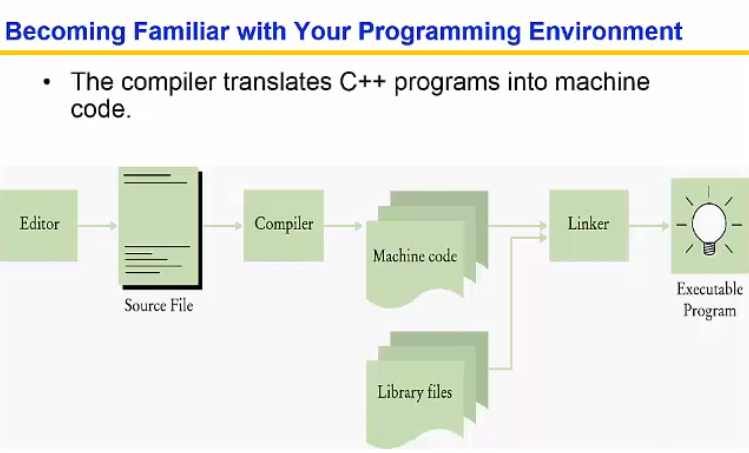 Becoming Familiar with Your Programming Environment
• The compiler translates C++ programs into machine
code.
Editor
Source File
Compiler
Machine code
Library files
Linker
Executable
Program